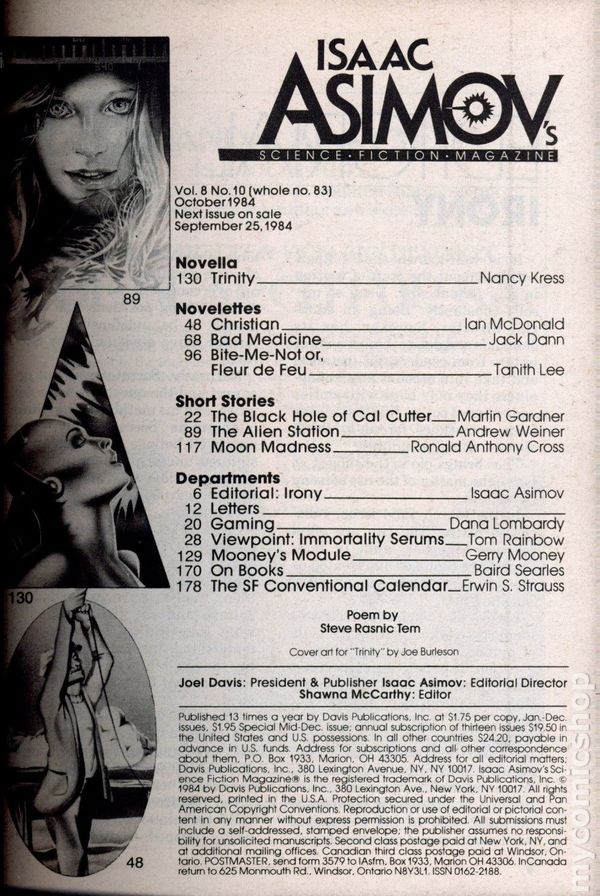 ISAAC
ASIMOV's
SCIENCE • FICTION • MAGAZINE
Vol. 8 No. 10 (whole no. 83)
October 1984
Next issue on sale
September 25, 1984
Novella
130 Trinity Nancy Kress
89
Novelettes
48 Christian Ian McDonald
68 Bad Medicine Jack Dann
96 Bite-Me-Not or,
Fleur de Feu Tanith Lee
Short Stories
22 The Black Hole of Cal Cutter Martin Gardner
89 The Alien Station Andrew Weiner
117 Moon Madness Ronald Anthony Cross
Departments
6 Editorial: Irony Isaac Asimov
12 Letters
20 Gaming Dana Lombardy
28 Viewpoint: Immortality Serums Tom Rainbow
129 Mooney's Module Gerry Mooney
170 On Books Baird Searles
178 The SF Conventional Calendar Erwin S. Strauss
130
Poem by
Steve Rasnic Tem
Cover art for "Trinity" by Joe Burleson
Joel Davis: President & Publisher Isaac Asimov: Editorial Director
Shawna McCarthy: Editor
Published 13 times a year by Davis Publications, Inc. at $1.75 per copy, Jan.-Dec.
issues, $1.95 Special Mid-Dec. issue; annual subscription of thirteen issues $19.50 in
the United States and U.S. possessions. In all other countries $24.20, payable in
advance in U.S. funds. Address for subscriptions and all other correspondence
about them, P.O. Box 1933, Marion, OH 43305. Address for all editorial matters:
Davis Publications, Inc., 380 Lexington Avenue, NY, NY 10017. Isaac Asimov's Sci-
ence Fiction Magazine® is the registered trademark of Davis Publications, Inc. ©
1984 by Davis Publications, Inc., 380 Lexington Ave., New York, NY 10017. All rights
reserved, printed in the U.S.A. Protection secured under the Universal and Pan
American Copyright Conventions. Reproduction or use of editorial or pictorial con-
tent in any manner without express permission is prohibited. All submissions must
include a self-addressed, stamped envelope; the publisher assumes no responsi-
bility for unsolicited manuscripts. Second class postage paid at New York, NY, and
at additional mailing offices. Canadian third class postage paid at Windsor, On-
tario. POSTMASTER, send form 3579 to IAsfm, Box 1933, Marion OH 43306. In Canada
return to 625 Monmouth Rd., Windsor, Ontario N8Y3L1. ISSN 0162-2188.
48
mycomicshop